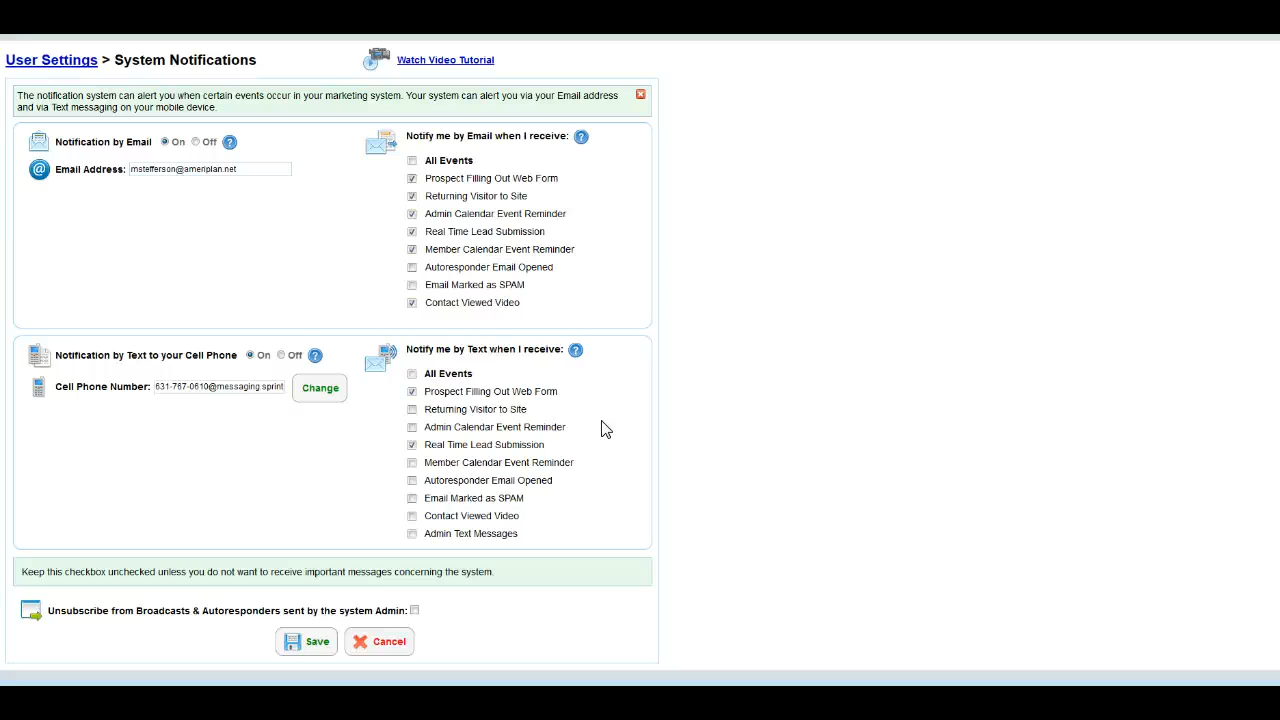 User Settings > System Notifications
Watch Video Tutorial
The notification system can alert you when certain events occur in your marketing system. Your system can alert you via your Email address
and via Text messaging on your mobile device.
Notification by Email On Off ?
@ Email Address: mstefferson@ameriplan.net
Notify me by Email when I receive: ?
All Events
Prospect Filling Out Web Form
Returning Visitor to Site
Admin Calendar Event Reminder
Real Time Lead Submission
Member Calendar Event Reminder
Autoresponder Email Opened
Email Marked as SPAM
Contact Viewed Video
Notification by Text to your Cell Phone On Off ?
Cell Phone Number: 631-767-0610@messaging.sprint Change
Notify me by Text when I receive: ?
All Events
Prospect Filling Out Web Form
Returning Visitor to Site
Admin Calendar Event Reminder
Real Time Lead Submission
Member Calendar Event Reminder
Autoresponder Email Opened
Email Marked as SPAM
Contact Viewed Video
Admin Text Messages
Keep this checkbox unchecked unless you do not want to receive important messages concerning the system.
Unsubscribe from Broadcasts & Autoresponders sent by the system Admin:
Save Cancel